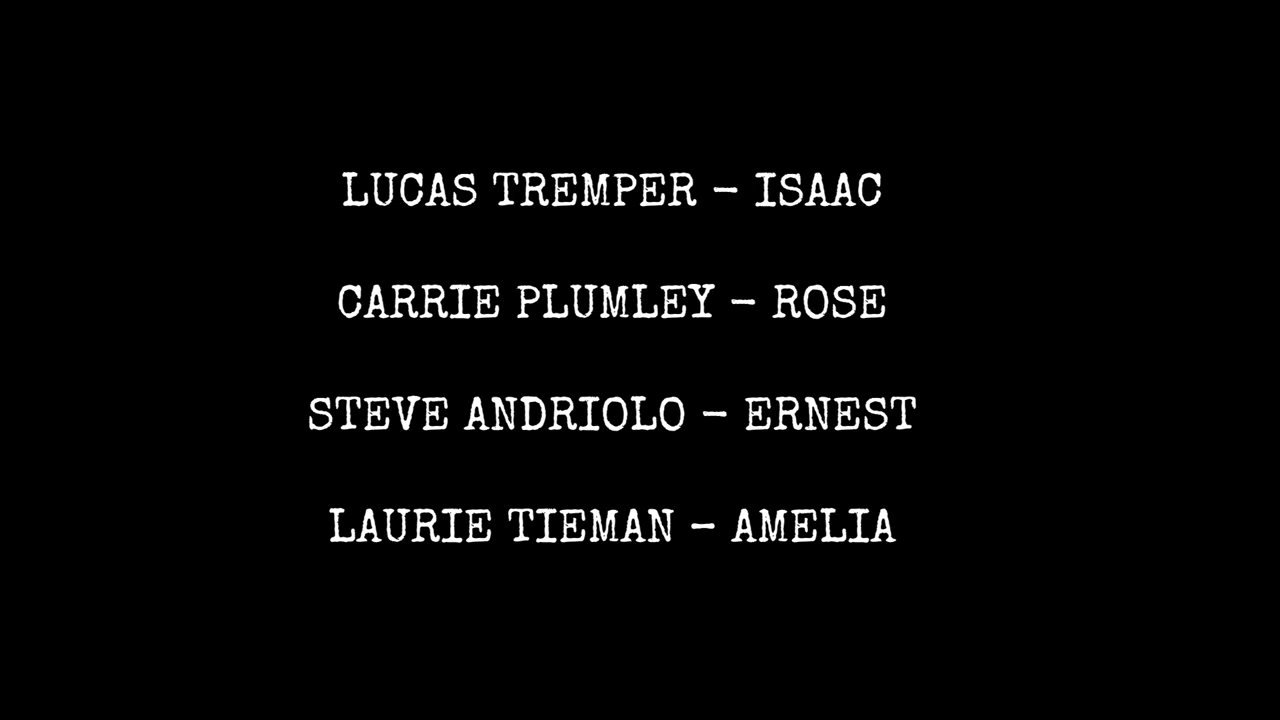 LUCAS TREMPER - ISAAC
CARRIE PLUMLEY - ROSE
STEVE ANDRIOLO - ERNEST
LAURIE TIEMAN - AMELIA